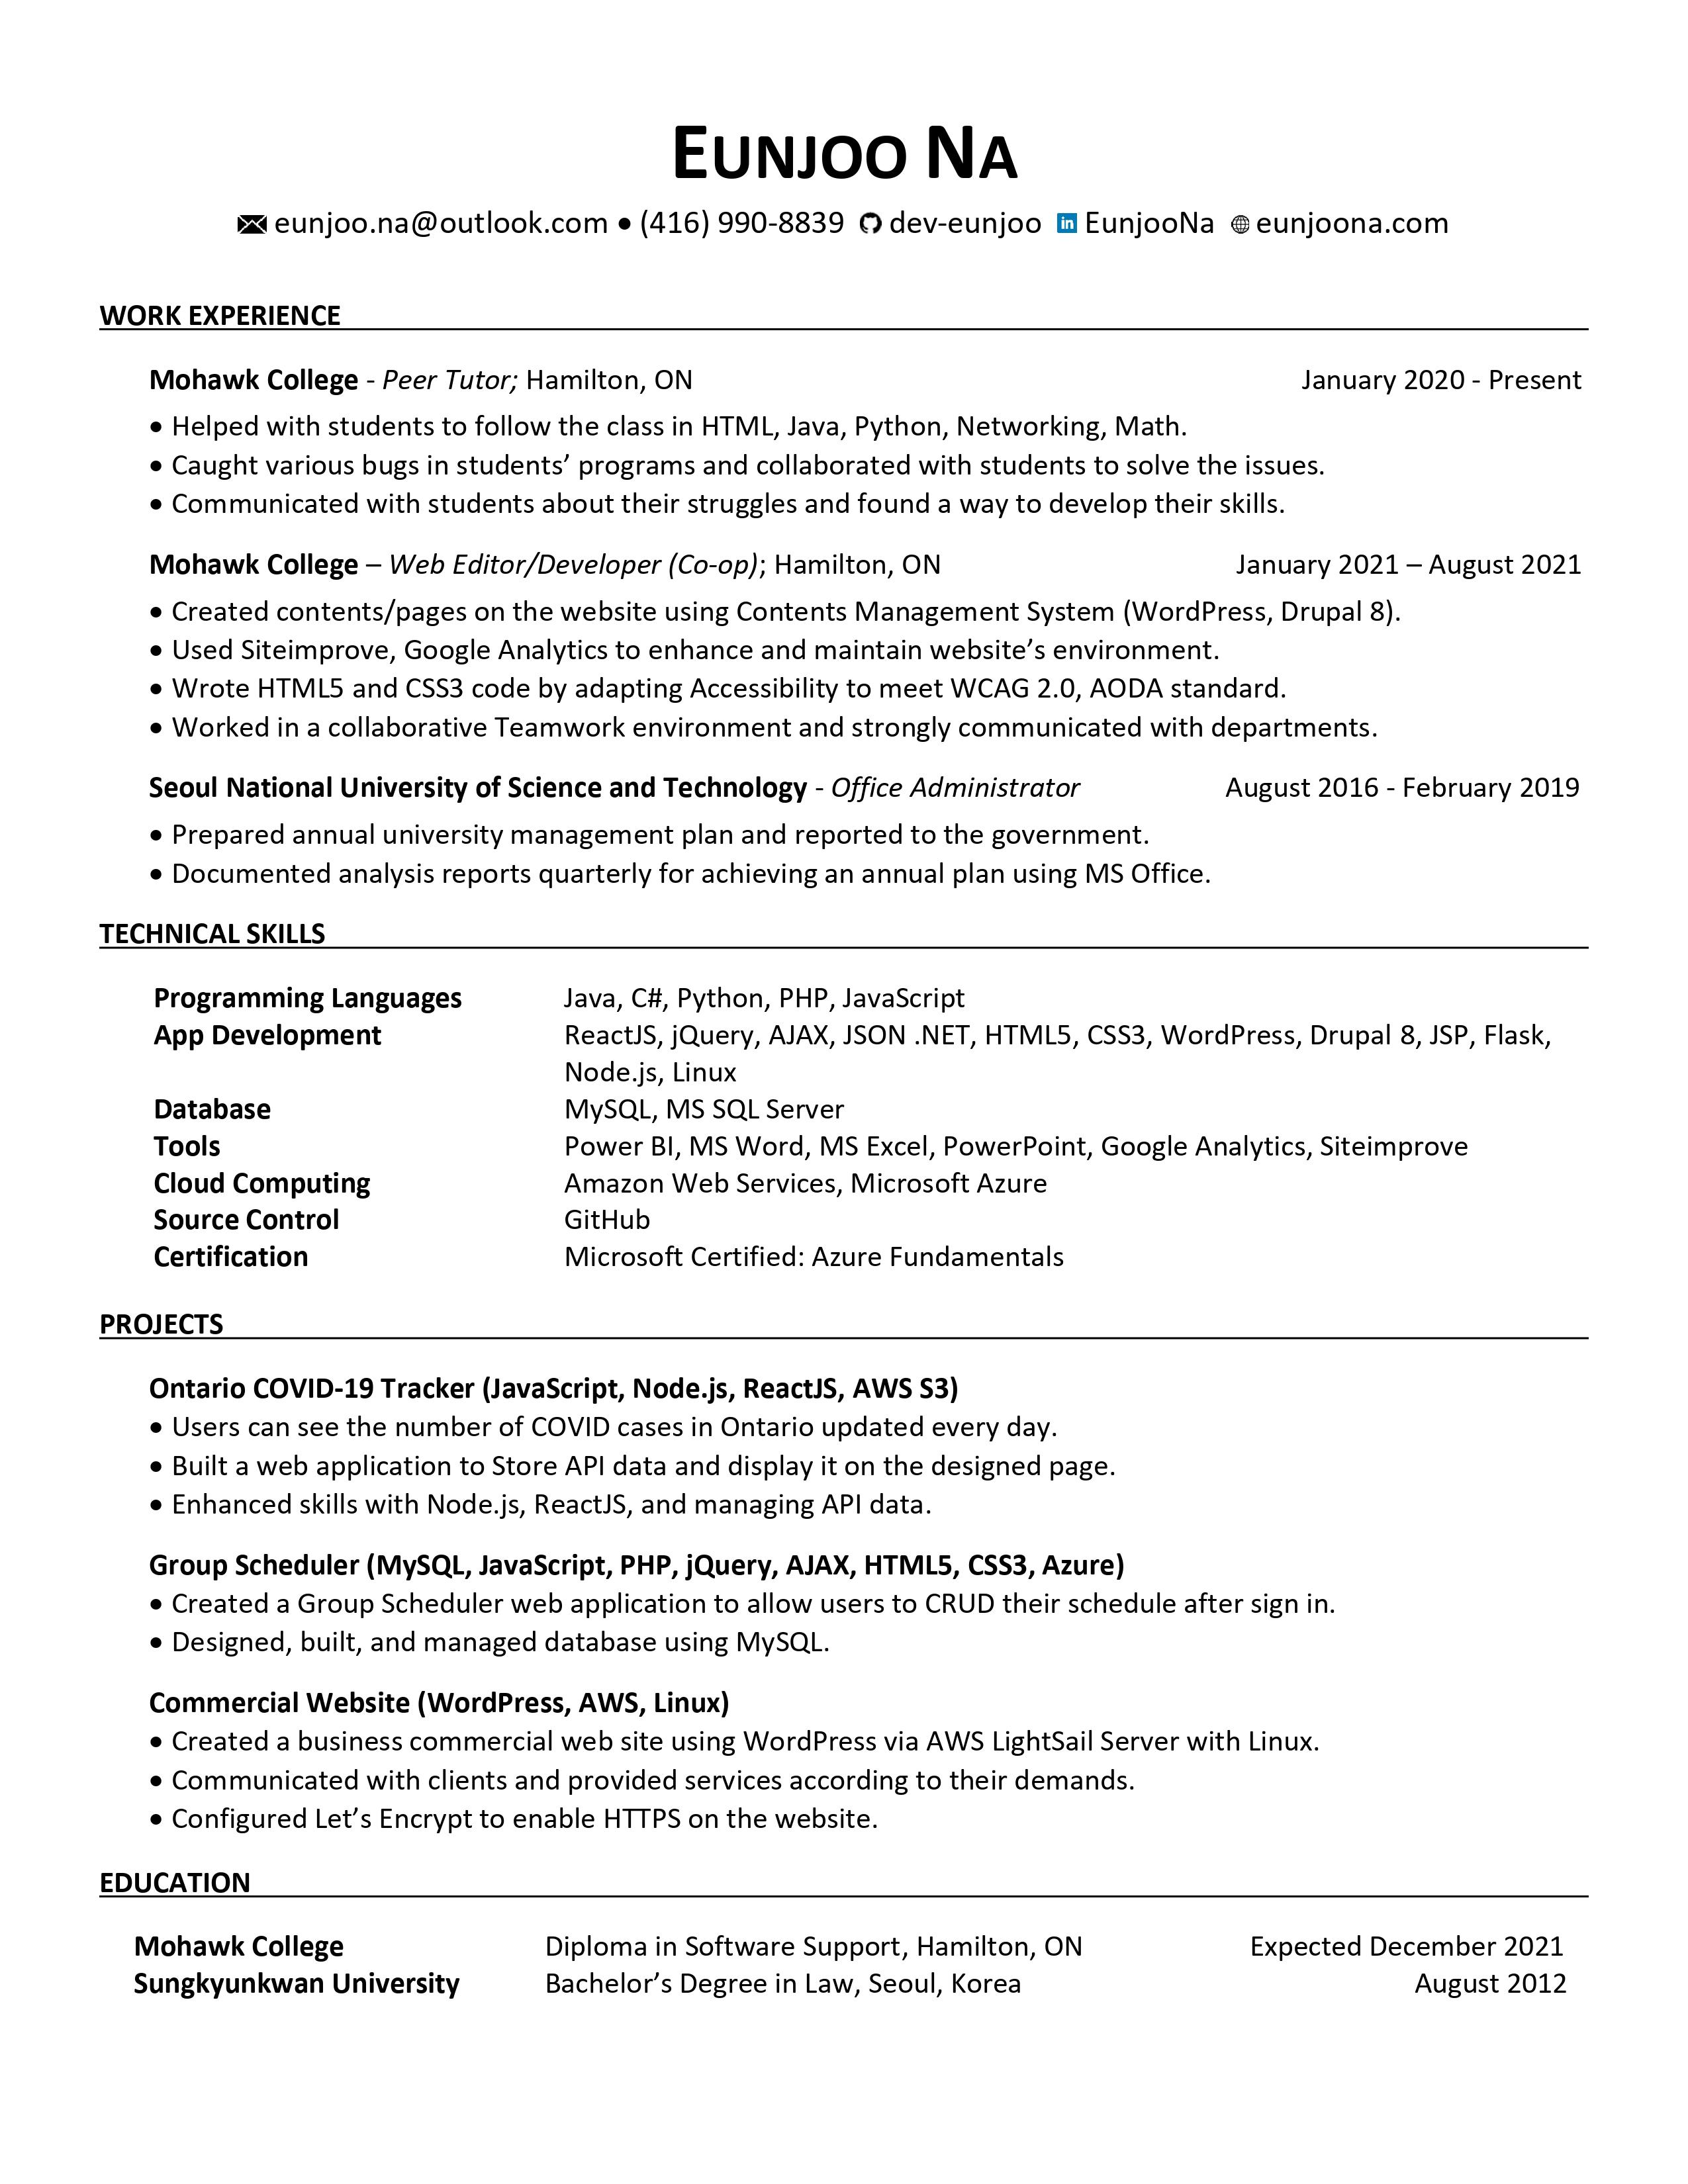 EUNJOO NA
eunjoo.na@outlook.com • (416) 990-8839 dev-eunjoo in EunjooNa eunjoona.com
WORK EXPERIENCE
Mohawk College - Peer Tutor; Hamilton, ON January 2020 - Present
• Helped with students to follow the class in HTML, Java, Python, Networking, Math.
• Caught various bugs in students’ programs and collaborated with students to solve the issues.
• Communicated with students about their struggles and found a way to develop their skills.
Mohawk College – Web Editor/Developer (Co-op); Hamilton, ON January 2021 – August 2021
• Created contents/pages on the website using Contents Management System (WordPress, Drupal 8).
• Used Siteimprove, Google Analytics to enhance and maintain website’s environment.
• Wrote HTML5 and CSS3 code by adapting Accessibility to meet WCAG 2.0, AODA standard.
• Worked in a collaborative Teamwork environment and strongly communicated with departments.
Seoul National University of Science and Technology - Office Administrator August 2016 - February 2019
• Prepared annual university management plan and reported to the government.
• Documented analysis reports quarterly for achieving an annual plan using MS Office.
TECHNICAL SKILLS
Programming Languages Java, C#, Python, PHP, JavaScript
App Development ReactJS, jQuery, AJAX, JSON .NET, HTML5, CSS3, WordPress, Drupal 8, JSP, Flask,
Node.js, Linux
Database MySQL, MS SQL Server
Tools Power BI, MS Word, MS Excel, PowerPoint, Google Analytics, Siteimprove
Cloud Computing Amazon Web Services, Microsoft Azure
Source Control GitHub
Certification Microsoft Certified: Azure Fundamentals
PROJECTS
Ontario COVID-19 Tracker (JavaScript, Node.js, ReactJS, AWS S3)
• Users can see the number of COVID cases in Ontario updated every day.
• Built a web application to Store API data and display it on the designed page.
• Enhanced skills with Node.js, ReactJS, and managing API data.
Group Scheduler (MySQL, JavaScript, PHP, jQuery, AJAX, HTML5, CSS3, Azure)
• Created a Group Scheduler web application to allow users to CRUD their schedule after sign in.
• Designed, built, and managed database using MySQL.
Commercial Website (WordPress, AWS, Linux)
• Created a business commercial web site using WordPress via AWS LightSail Server with Linux.
• Communicated with clients and provided services according to their demands.
• Configured Let’s Encrypt to enable HTTPS on the website.
EDUCATION
Mohawk College Diploma in Software Support, Hamilton, ON Expected December 2021
Sungkyunkwan University Bachelor’s Degree in Law, Seoul, Korea August 2012